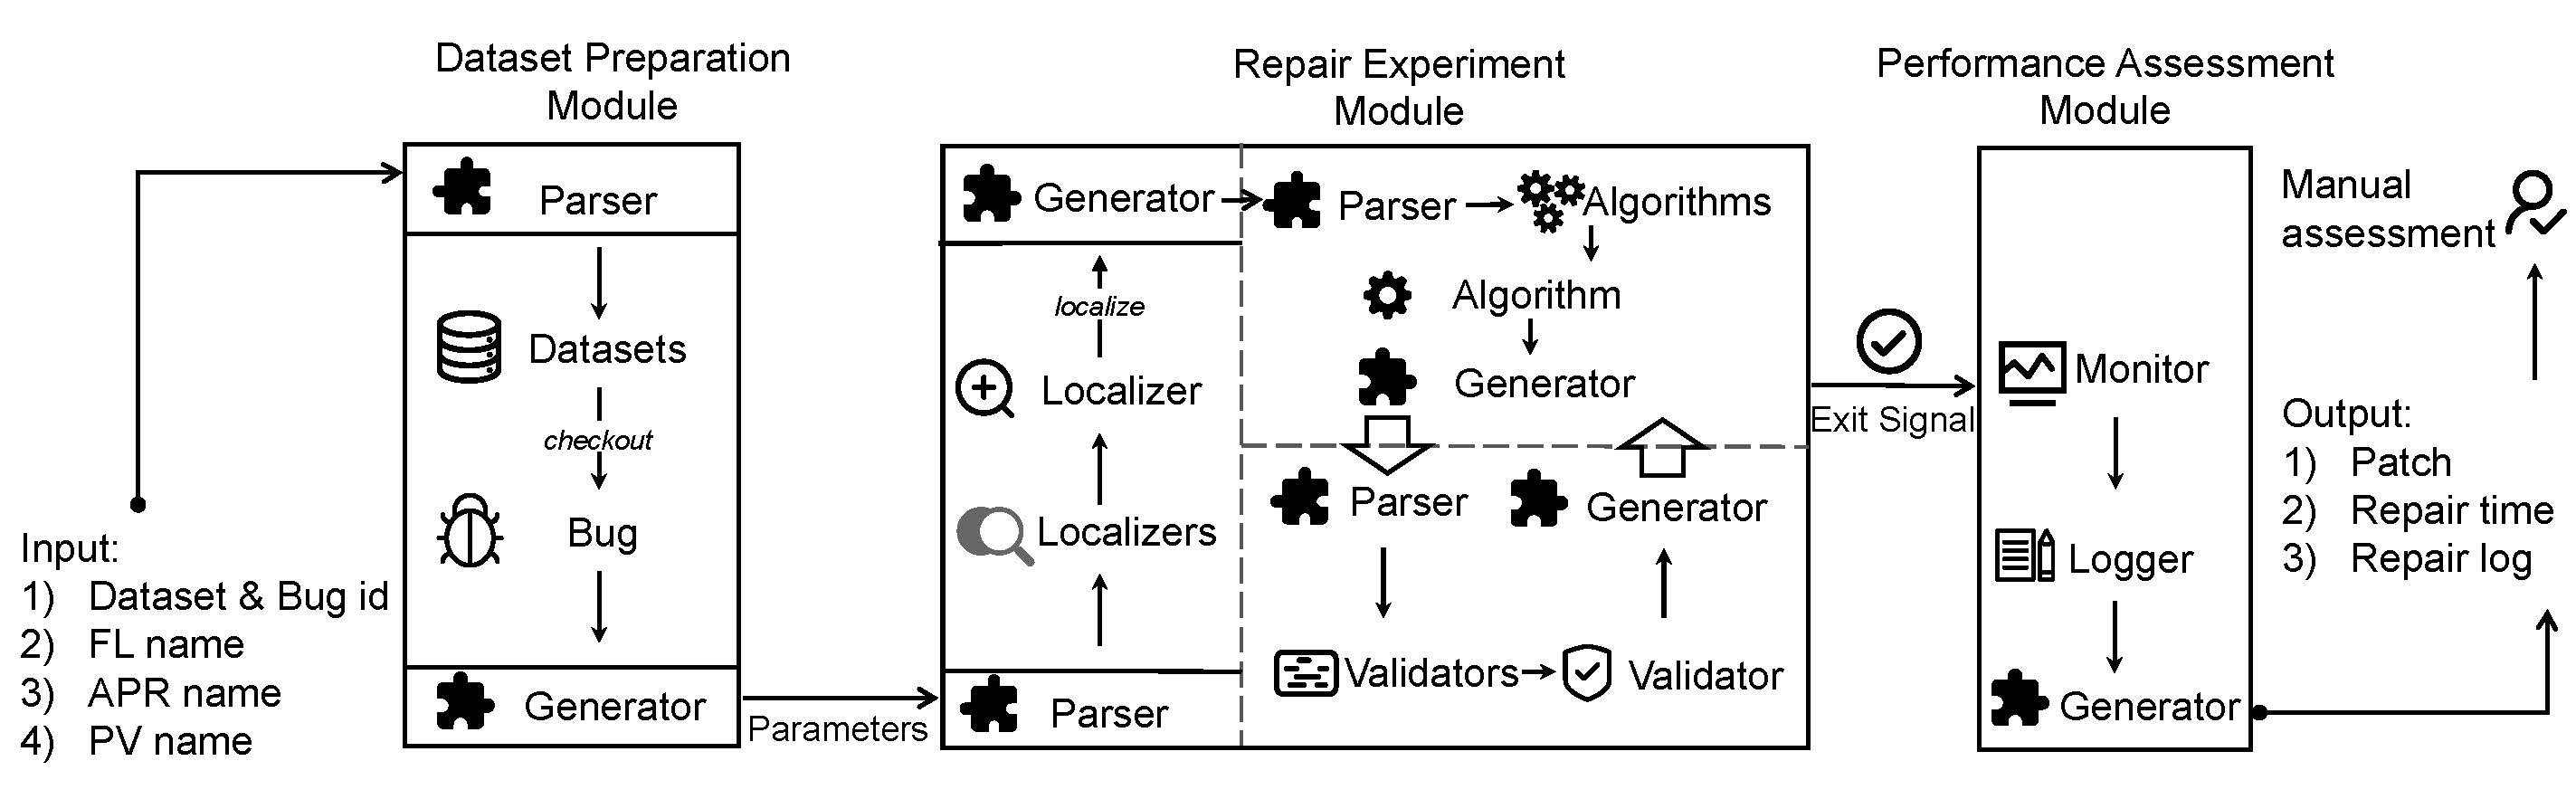 Dataset Preparation
Module
Repair Experiment
Module
Performance Assessment
Module
Input:
1) Dataset & Bug id
2) FL name
3) APR name
4) PV name
Parser
Datasets
checkout
Bug
Generator
Parameters
Generator
localize
Localizer
Localizers
Parser
Parser
Algorithms
Algorithm
Generator
Parser
Generator
Validators
Validator
Exit Signal
Monitor
Logger
Generator
Manual
assessment
Output:
1) Patch
2) Repair time
3) Repair log